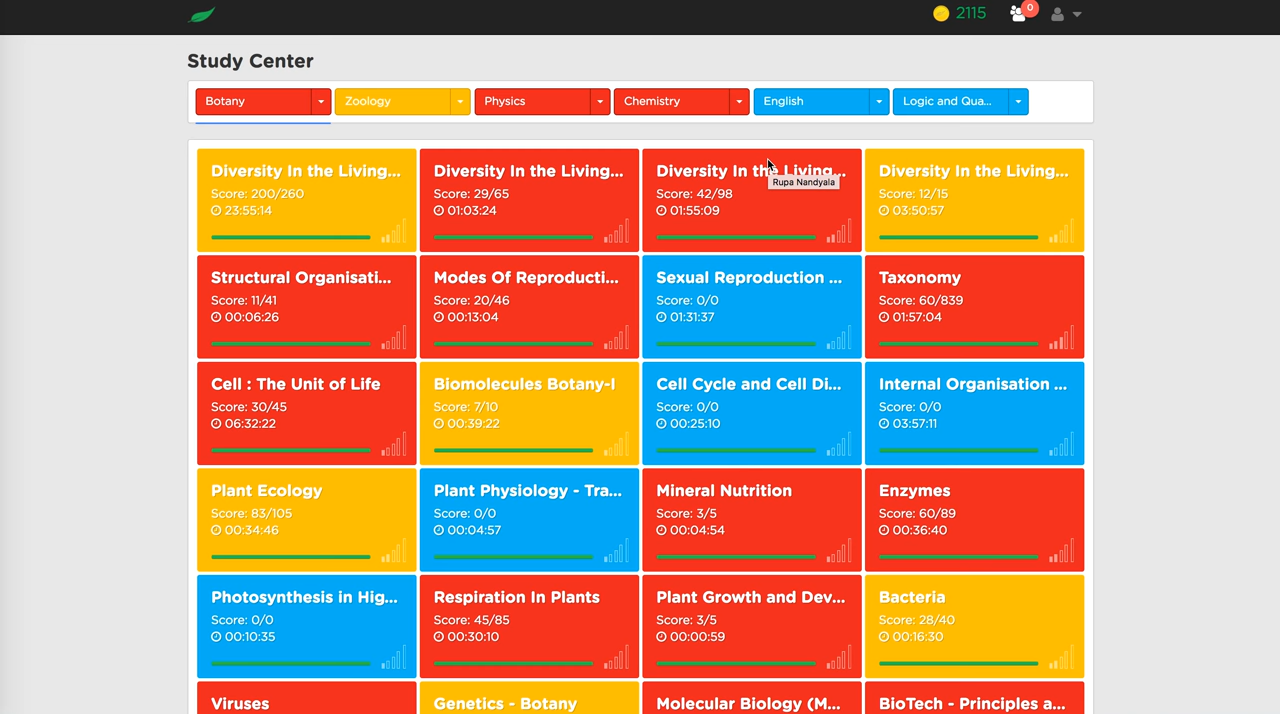 2115
0
Study Center
Botany
Zoology
Physics
Chemistry
English
Logic and Qua...
Diversity In the Living...
Score: 200/260
23:55:14
Diversity In the Living...
Score: 29/65
01:03:24
Diversity In the Living...
Rupa Nandyala
Score: 42/98
01:55:09
Diversity In the Living...
Score: 12/15
03:50:57
Structural Organisati...
Score: 11/41
00:06:26
Modes Of Reproducti...
Score: 20/46
00:13:04
Sexual Reproduction ...
Score: 0/0
01:31:37
Taxonomy
Score: 60/839
01:57:04
Cell : The Unit of Life
Score: 30/45
06:32:22
Biomolecules Botany-I
Score: 7/10
00:39:22
Cell Cycle and Cell Di...
Score: 0/0
00:25:10
Internal Organisation ...
Score: 0/0
03:57:11
Plant Ecology
Score: 83/105
00:34:46
Plant Physiology - Tra...
Score: 0/0
00:04:57
Mineral Nutrition
Score: 3/5
00:04:54
Enzymes
Score: 60/89
00:36:40
Photosynthesis in Hig...
Score: 0/0
00:10:35
Respiration In Plants
Score: 45/85
00:30:10
Plant Growth and Dev...
Score: 3/5
00:00:59
Bacteria
Score: 28/40
00:16:30
Viruses
Genetics - Botany
Molecular Biology (M...
BioTech - Principles a...